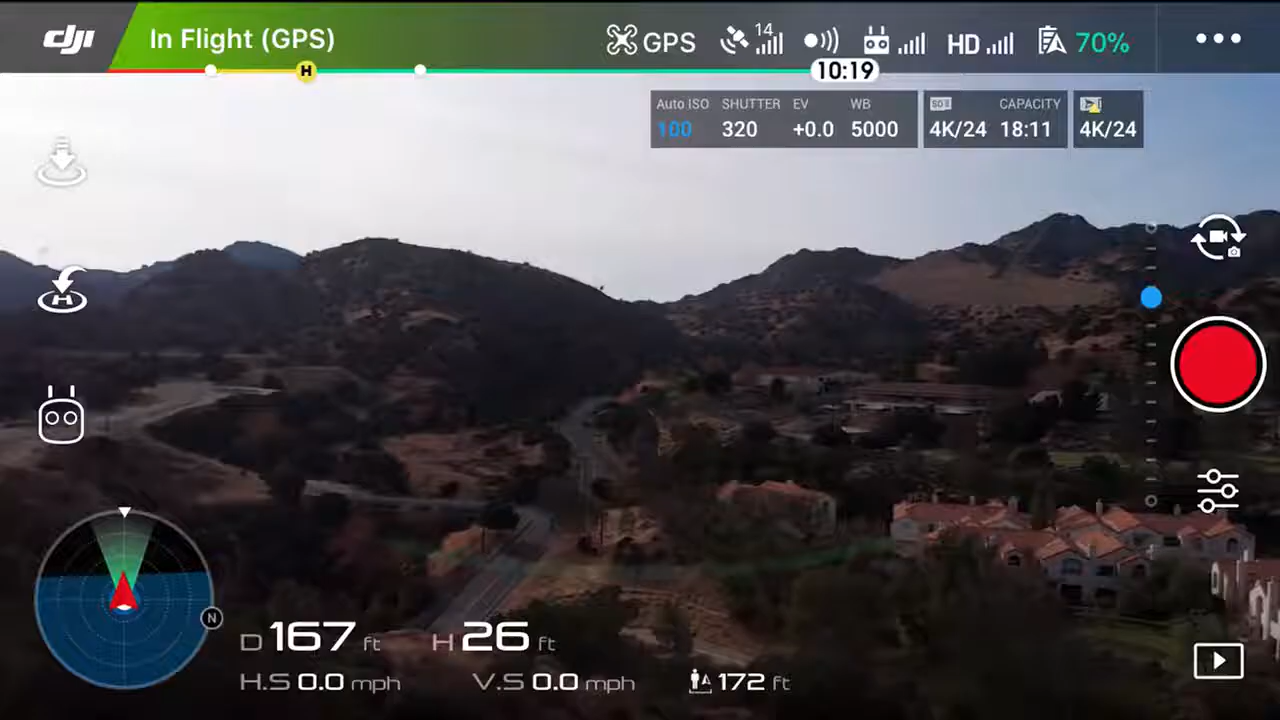 dji
In Flight (GPS)
GPS
14
HD
70%
H
10:19
Auto ISO SHUTTER EV WB
100 320 +0.0 5000
CAPACITY
4K/24 18:11
4K/24
H
N
D 167 ft H 26 ft
H.S 0.0 mph V.S 0.0 mph 172 ft